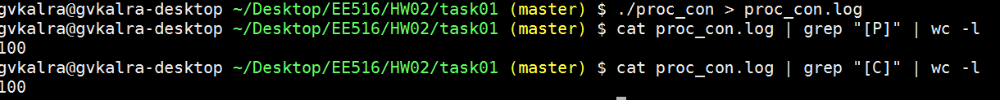 gvkalra@gvkalra-desktop ~/Desktop/EE516/HW02/task01 (master) $ ./proc_con > proc_con.log
gvkalra@gvkalra-desktop ~/Desktop/EE516/HW02/task01 (master) $ cat proc_con.log | grep "[P]" | wc -l
100
gvkalra@gvkalra-desktop ~/Desktop/EE516/HW02/task01 (master) $ cat proc_con.log | grep "[C]" | wc -l
100